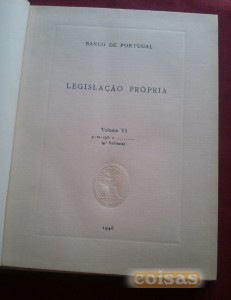 BANCO DE PORTUGAL
LEGISLAÇÃO PRÓPRIA
Volume VI
1946
coisas